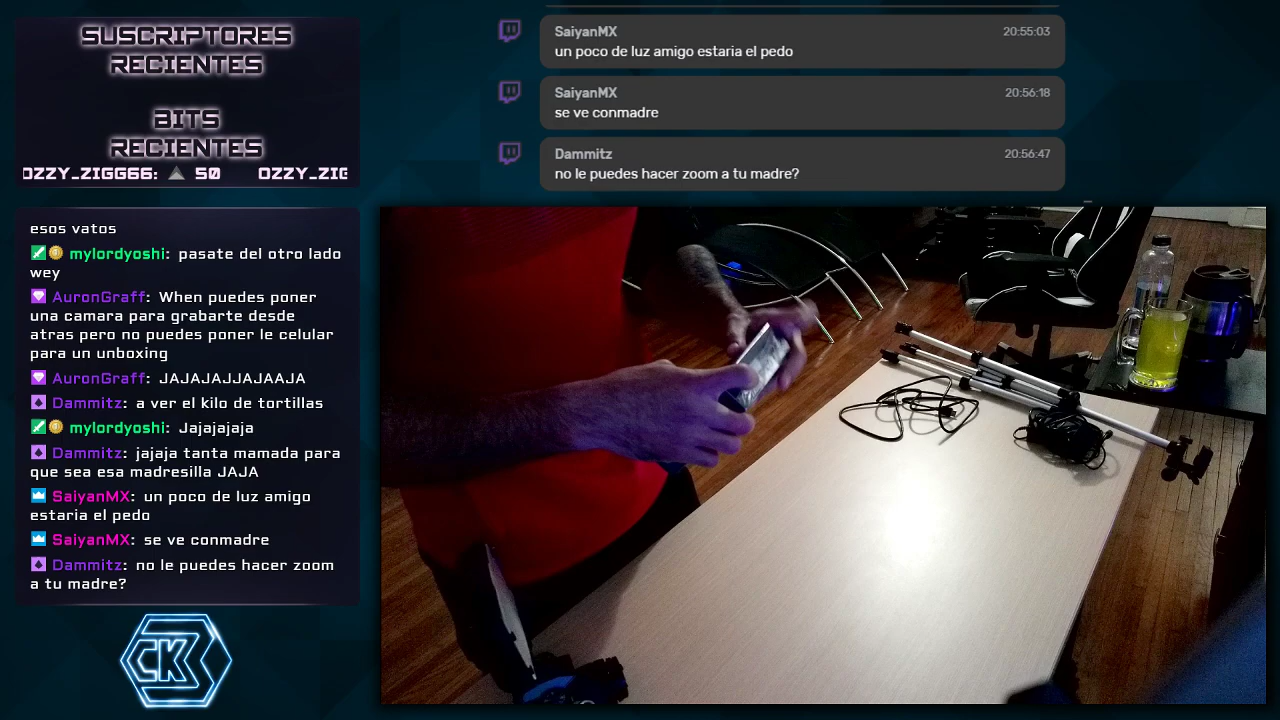 SUSCRIPTORES
RECIENTES
BITS
RECIENTES
OZZY_ZIGG66: 50 OZZY_ZIG
SaiyanMX 20:55:03
un poco de luz amigo estaria el pedo
SaiyanMX 20:56:18
se ve conmadre
Dammitz 20:56:47
no le puedes hacer zoom a tu madre?
esos vatos
mylordyoshi: pasate del otro lado
wey
AuronGraff: When puedes poner
una camara para grabarte desde
atras pero no puedes poner le celular
para un unboxing
AuronGraff: JAJAJAJJAJAAJA
Dammitz: a ver el kilo de tortillas
mylordyoshi: Jajajajaja
Dammitz: jajaja tanta mamada para
que sea esa madresilla JAJA
SaiyanMX: un poco de luz amigo
estaria el pedo
SaiyanMX: se ve conmadre
Dammitz: no le puedes hacer zoom
a tu madre?
CK3